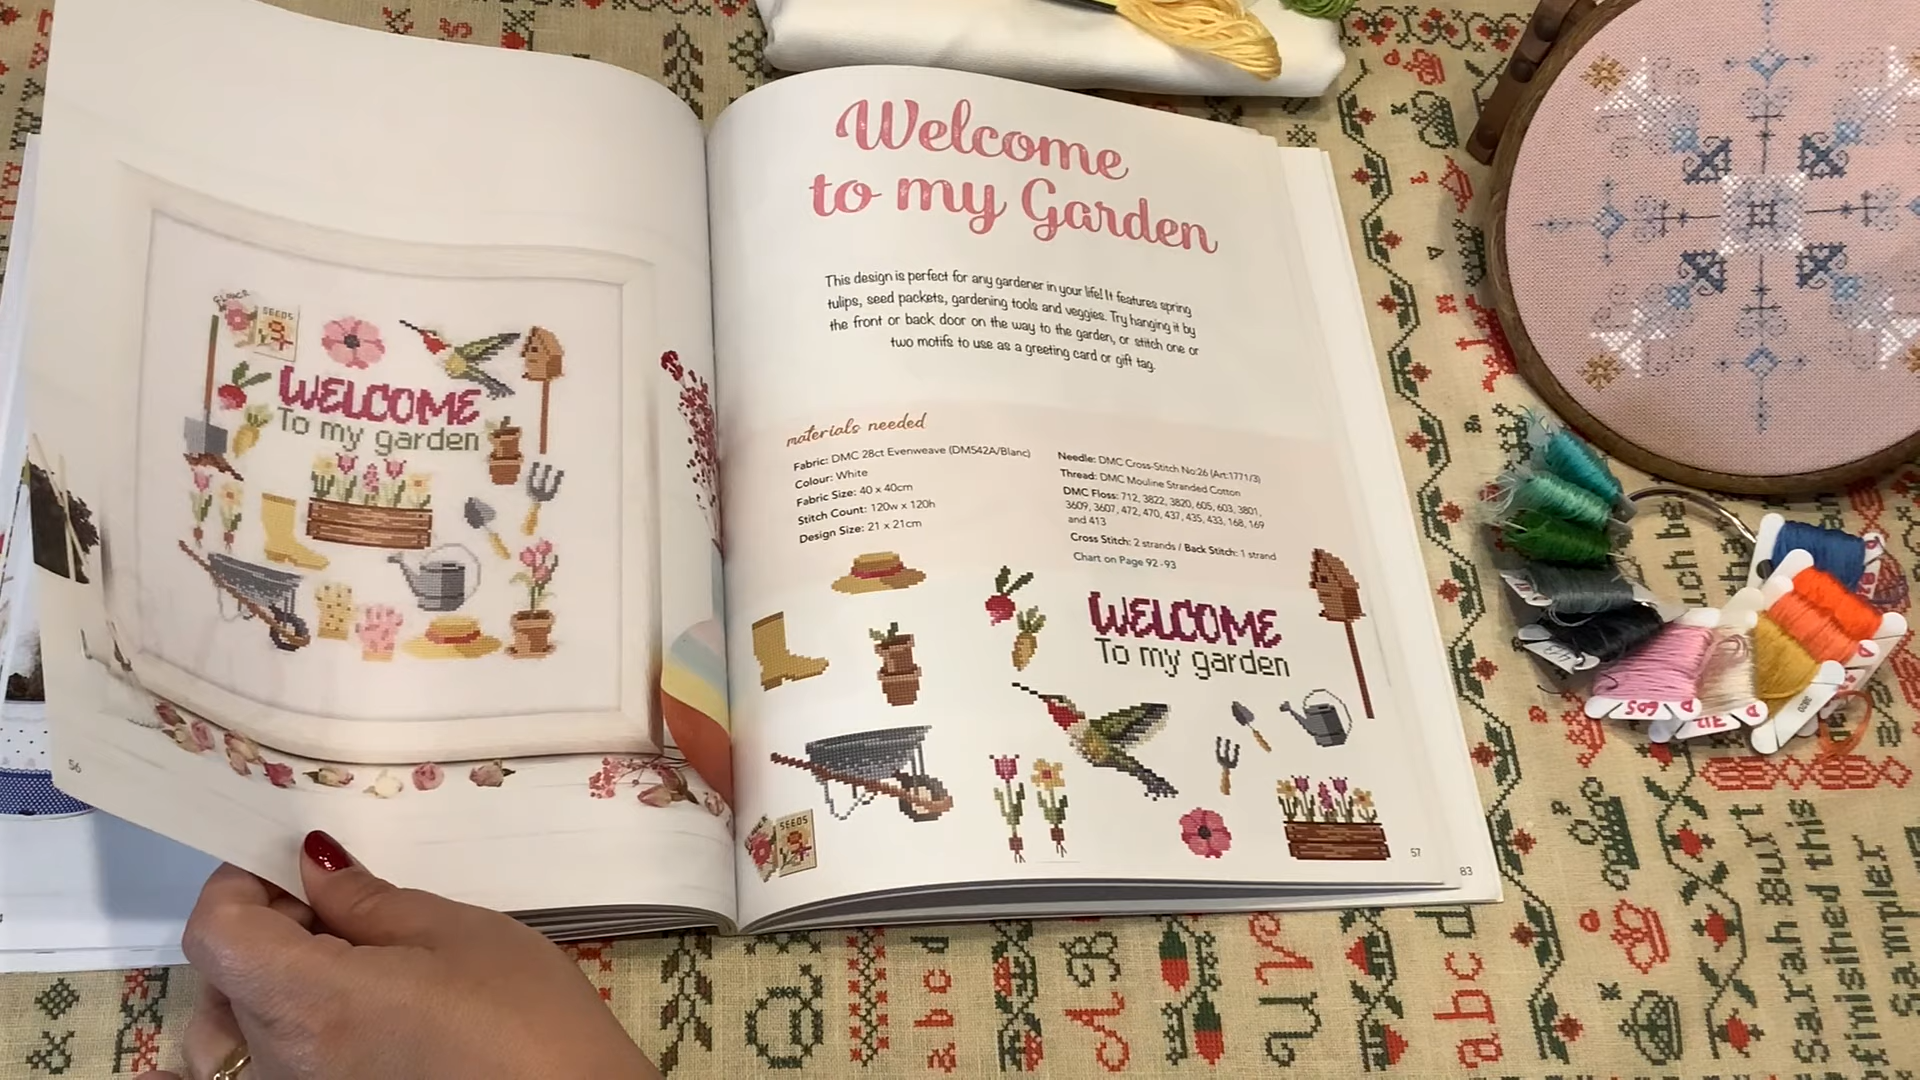 SEEDS
WELCOME
To my garden
56
Welcome
to my Garden
This design is perfect for any gardener in your life! It features spring
tulips, seed packets, gardening tools and veggies. Try hanging it by
the front or back door on the way to the garden, or stitch one or
two motifs to use as a greeting card or gift tag.
materials needed
Fabric: DMC 28ct Evenweave (DM542A/Blanc)
Colour: White
Fabric Size: 40 x 40cm
Stitch Count: 120w x 120h
Design Size: 21 x 21cm
Needle: DMC Cross-Stitch No:26 (Art:1771/3)
Thread: DMC Mouline Stranded Cotton
DMC Floss: 712, 3822, 3820, 605, 603, 3801,
3609, 3607, 472, 470, 437, 435, 433, 168, 169
and 413
Cross Stitch: 2 strands / Back Stitch: 1 strand
Chart on Page 92 -93
WELCOME
To my garden
SEEDS
57
83
D 605
712 D
3820
a b c d
A B
abcd
Sarah Burt
finisihed this
Sampler